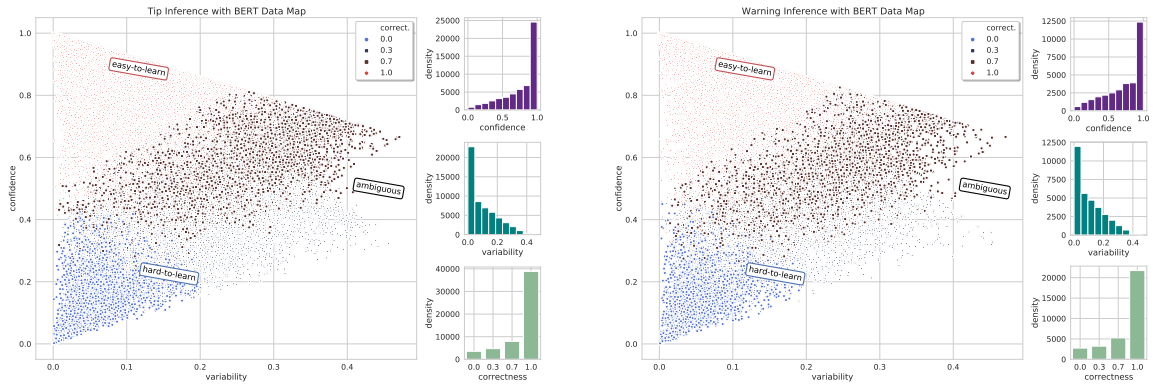 Tip Inference with BERT Data Map
confidence
1.0
0.8
0.6
0.4
0.2
0.0
easy-to-learn
ambiguous
hard-to-learn
correct.
0.0
0.3
0.7
1.0
0.0 0.1 0.2 0.3 0.4
variability
density
25000
20000
15000
10000
5000
0
0.0 0.5 1.0
confidence
density
20000
15000
10000
5000
0
0.0 0.2 0.4
variability
density
40000
30000
20000
10000
0
0.0 0.3 0.7 1.0
correctness
Warning Inference with BERT Data Map
confidence
1.0
0.8
0.6
0.4
0.2
0.0
easy-to-learn
ambiguous
hard-to-learn
correct.
0.0
0.3
0.7
1.0
0.0 0.1 0.2 0.3 0.4
variability
density
12500
10000
7500
5000
2500
0
0.0 0.5 1.0
confidence
density
12500
10000
7500
5000
2500
0
0.0 0.2 0.4
variability
density
20000
15000
10000
5000
0
0.0 0.3 0.7 1.0
correctness